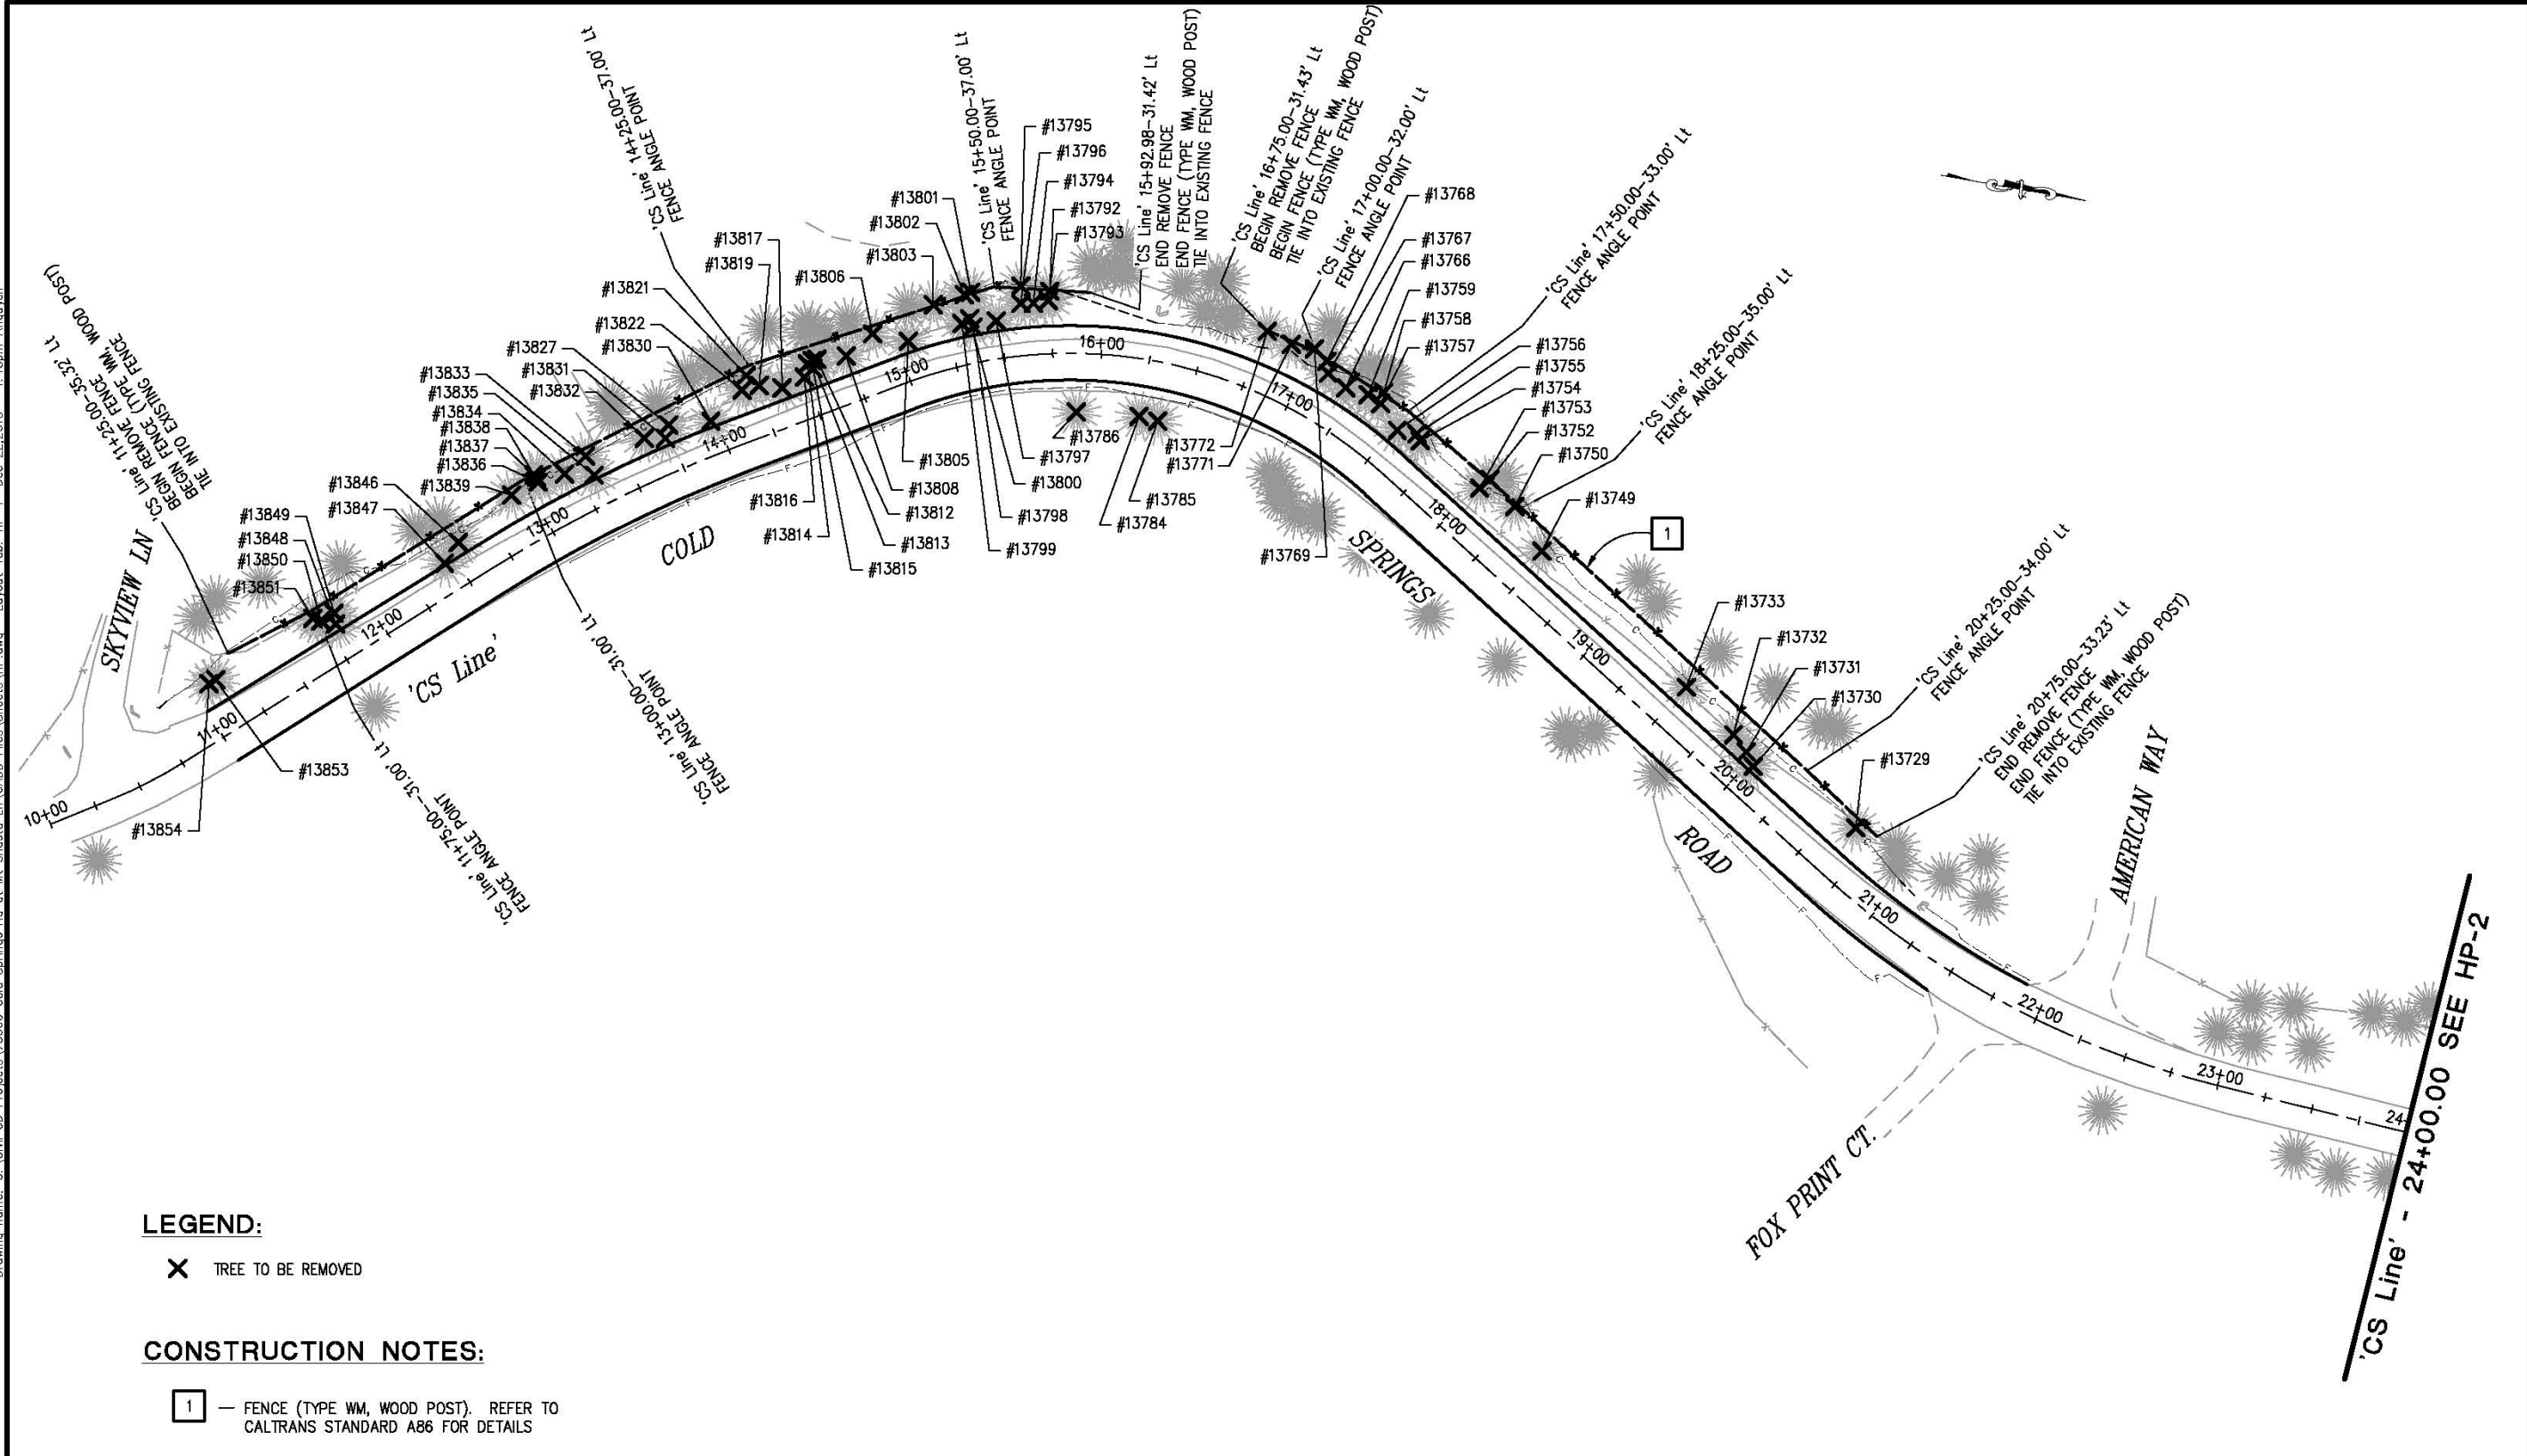 'CS Line' 11+25.00-35.32' Lt
BEGIN REMOVE FENCE
BEGIN FENCE (TYPE WM, WOOD POST)
TIE INTO EXISTING FENCE
'CS Line' 14+25.00-37.00' Lt
FENCE ANGLE POINT
'CS Line' 15+50.00-37.00' Lt
FENCE ANGLE POINT
'CS Line' 15+92.98-31.42' Lt
END REMOVE FENCE
END FENCE (TYPE WM, WOOD POST)
TIE INTO EXISTING FENCE
'CS Line' 16+75.00-31.43' Lt
BEGIN REMOVE FENCE
BEGIN FENCE (TYPE WM, WOOD POST)
TIE INTO EXISTING FENCE
'CS Line' 17+00.00-32.00' Lt
FENCE ANGLE POINT
'CS Line' 17+50.00-33.00' Lt
FENCE ANGLE POINT
'CS Line' 18+25.00-35.00' Lt
FENCE ANGLE POINT
'CS Line' 20+25.00-34.00' Lt
FENCE ANGLE POINT
'CS Line' 20+75.00-33.23' Lt
END REMOVE FENCE
END FENCE (TYPE WM, WOOD POST)
TIE INTO EXISTING FENCE
'CS Line' 11+75.00--31.00' Lt
FENCE ANGLE POINT
'CS Line' 13+00.00--31.00' Lt
FENCE ANGLE POINT
#13795
#13796
#13794
#13792
#13793
#13801
#13802
#13803
#13817
#13819
#13806
#13821
#13822
#13830
#13827
#13831
#13832
#13833
#13835
#13834
#13838
#13837
#13836
#13839
#13846
#13847
#13849
#13848
#13850
#13851
#13853
#13854
#13768
#13767
#13766
#13759
#13758
#13757
#13756
#13755
#13754
#13753
#13752
#13750
#13749
#13733
#13732
#13731
#13730
#13729
#13786
#13772
#13771
#13769
#13785
#13784
#13797
#13800
#13798
#13799
#13805
#13808
#13812
#13813
#13815
#13816
#13814
10+00
11+00
12+00
13+00
14+00
15+00
16+00
17+00
18+00
19+00
20+00
21+00
22+00
23+00
24
1
SKYVIEW LN
'CS Line'
COLD
SPRINGS
ROAD
AMERICAN WAY
FOX PRINT CT.
'CS Line' - 24+00.00 SEE HP-2
LEGEND:
TREE TO BE REMOVED
CONSTRUCTION NOTES:
1 — FENCE (TYPE WM, WOOD POST). REFER TO
CALTRANS STANDARD A86 FOR DETAILS